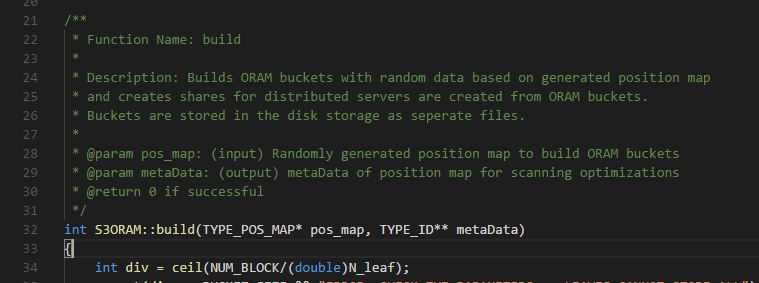 20
21 /**
22 * Function Name: build
23 *
24 * Description: Builds ORAM buckets with random data based on generated position map
25 * and creates shares for distributed servers are created from ORAM buckets.
26 * Buckets are stored in the disk storage as seperate files.
27 *
28 * @param pos_map: (input) Randomly generated position map to build ORAM buckets
29 * @param metaData: (output) metaData of position map for scanning optimizations
30 * @return 0 if successful
31 */
32 int S3ORAM::build(TYPE_POS_MAP* pos_map, TYPE_ID** metaData)
33 {
34 int div = ceil(NUM_BLOCK/(double)N_leaf);